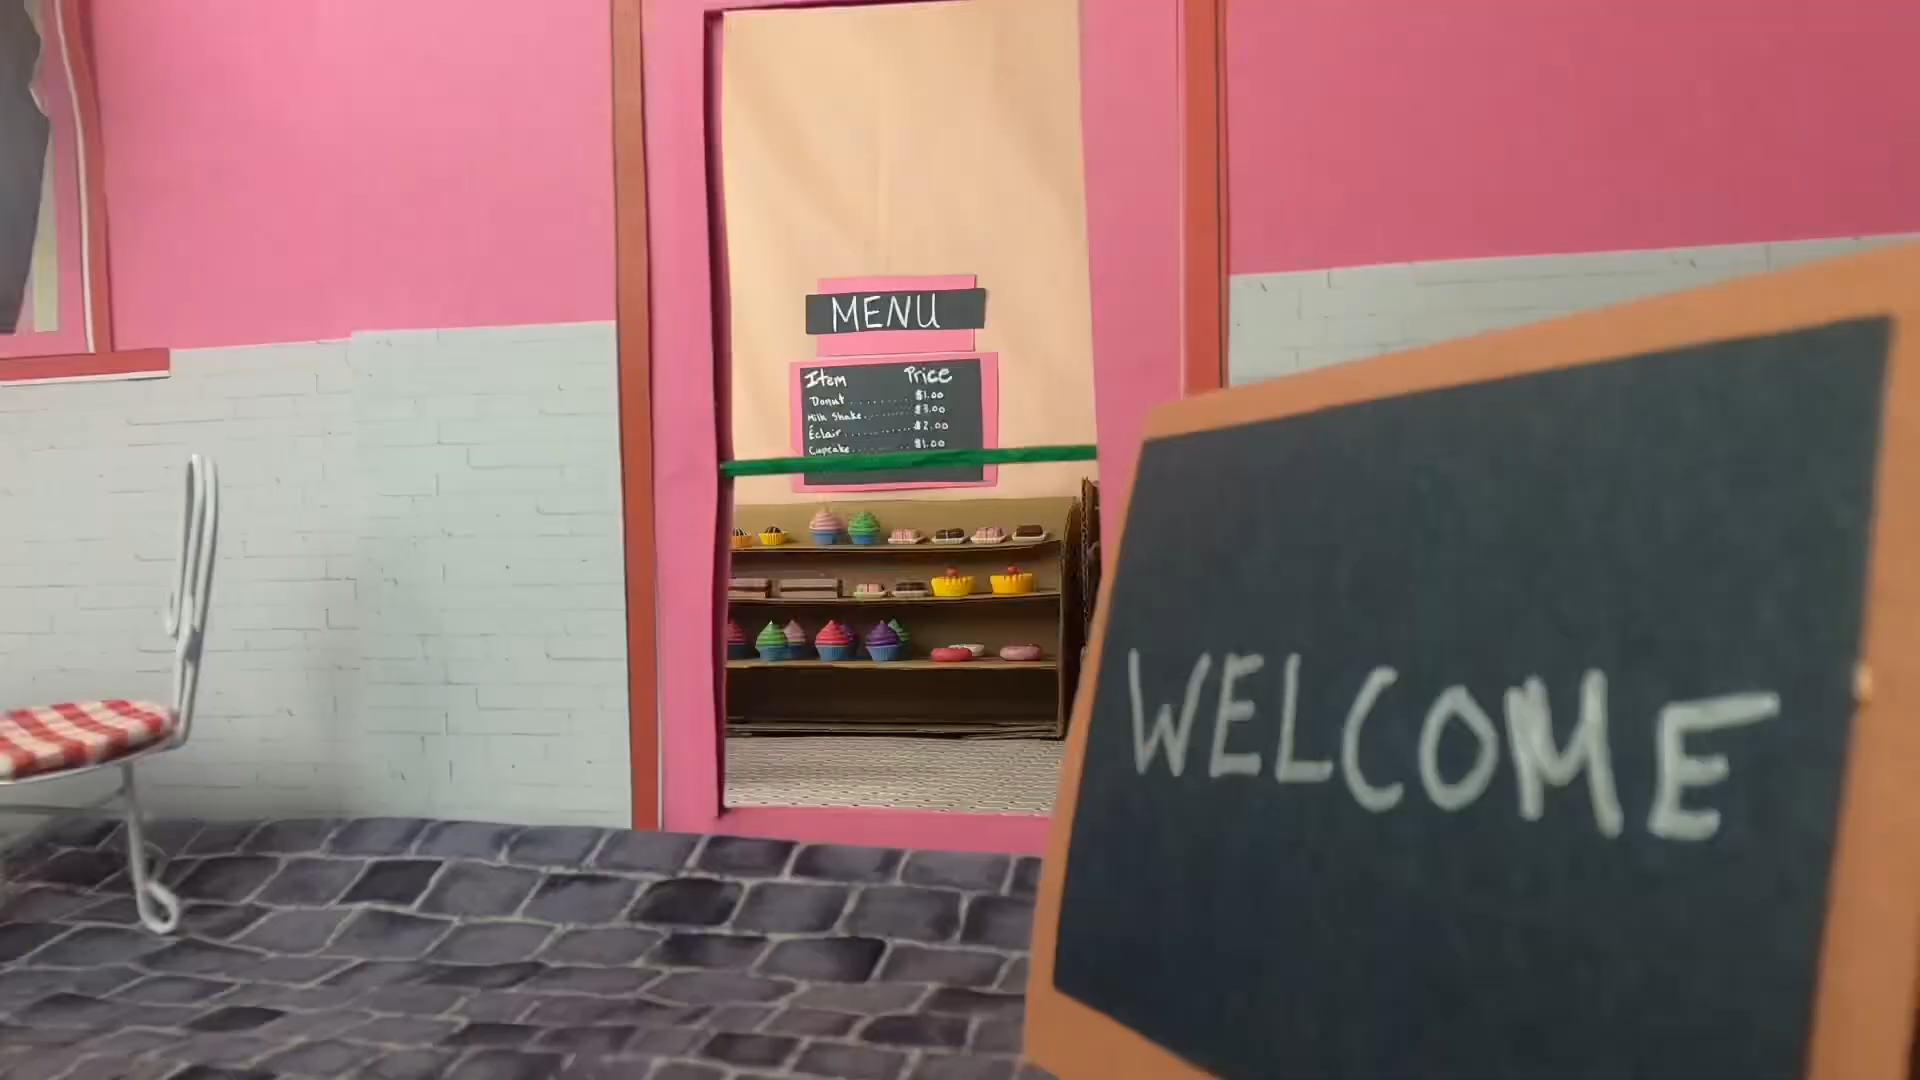 MENU
Item Price
Donut ........ $1.00
Milk Shake ........ $3.00
Éclair ............ $2.00
Cupcake .......... $1.00
WELCOME